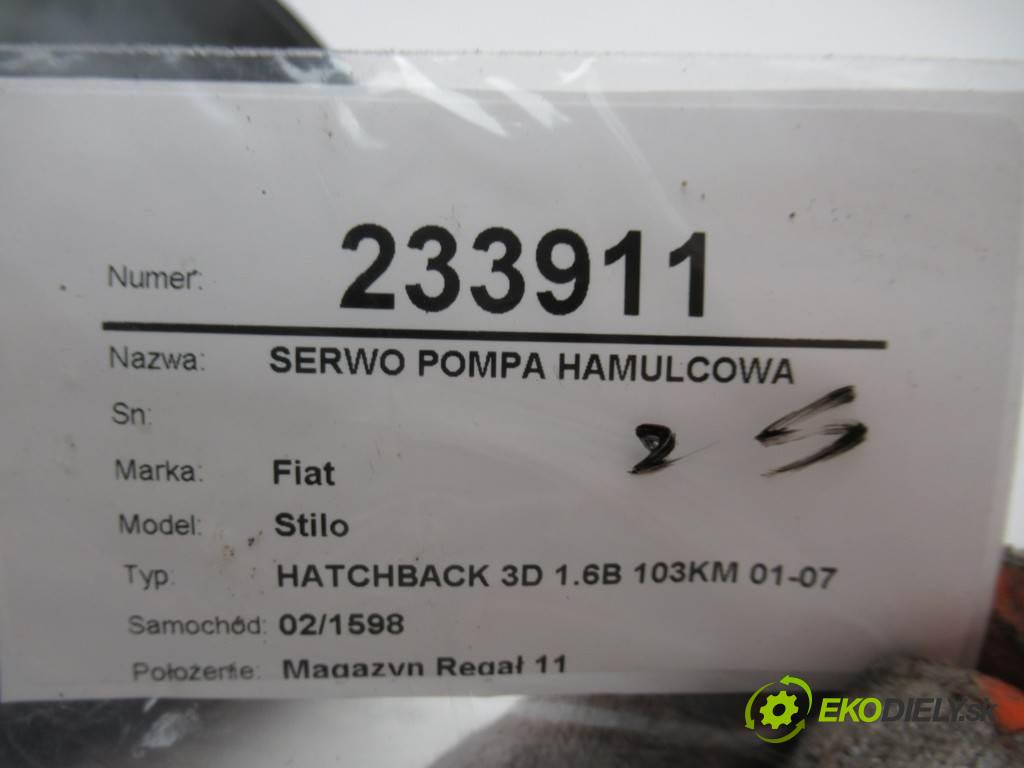 Numer: 233911
Nazwa: SERWO POMPA HAMULCOWA
Sn:
Marka: Fiat
Model: Stilo
Typ: HATCHBACK 3D 1.6B 103KM 01-07
Samochód: 02/1598
Położenie: Magazyn Regał 11
EKODIELY.sk